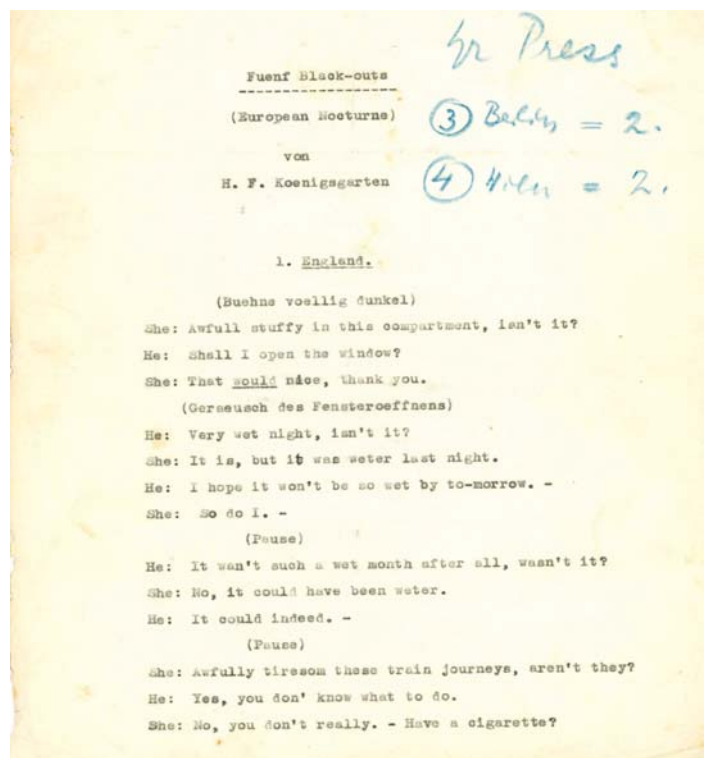 Press
Fuenf Black-outs
(European Nocturne)
③ Berlin = 2.
von
H. F. Koenigsgarten
④ Wien = 2.
1. England.
(Buehne voellig dunkel)
She: Awfull stuffy in this compartment, isn't it?
He: Shall I open the window?
She: That would nice, thank you.
(Geraeusch des Fensteroeffnens)
He: Very wet night, isn't it?
She: It is, but it was weter last night.
He: I hope it won't be so wet by to-morrow. -
She: So do I. -
(Pause)
He: It wan't such a wet month after all, wasn't it?
She: No, it could have been weter.
He: It could indeed. -
(Pause)
She: Awfully tiresom these train journeys, aren't they?
He: Yes, you don' know what to do.
She: No, you don't really. - Have a cigarette?